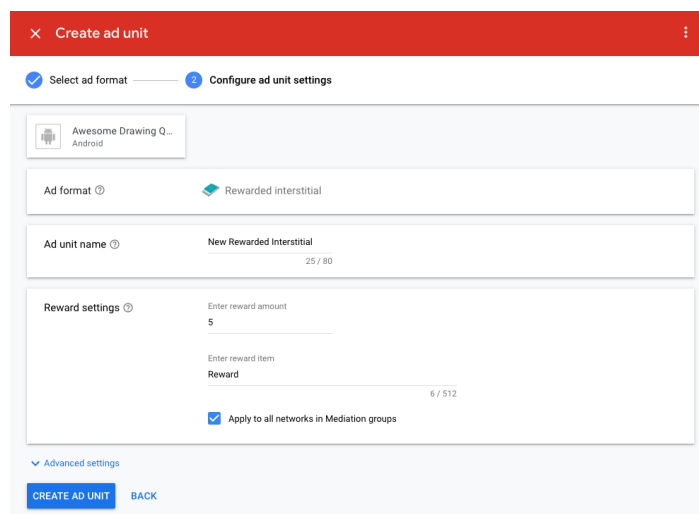 Create ad unit
Select ad format
2 Configure ad unit settings
Awesome Drawing Q...
Android
Ad format
Rewarded interstitial
Ad unit name
New Rewarded Interstitial
25 / 80
Reward settings
Enter reward amount
5
Enter reward item
Reward
6 / 512
Apply to all networks in Mediation groups
Advanced settings
CREATE AD UNIT BACK